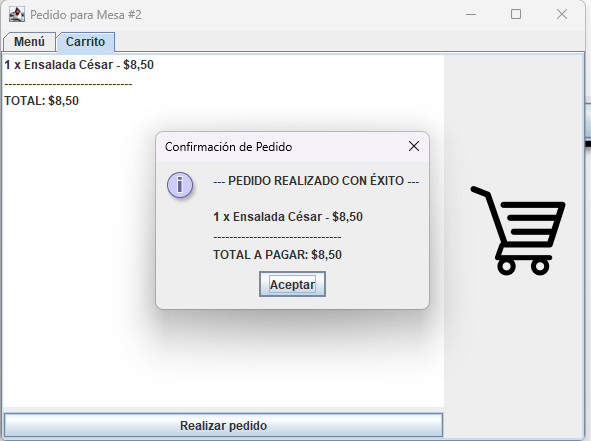 Pedido para Mesa #2
Menú
Carrito
1 x Ensalada César - $8,50
--------------------------------
TOTAL: $8,50
Confirmación de Pedido
--- PEDIDO REALIZADO CON ÉXITO ---
1 x Ensalada César - $8,50
--------------------------------
TOTAL A PAGAR: $8,50
Aceptar
Realizar pedido